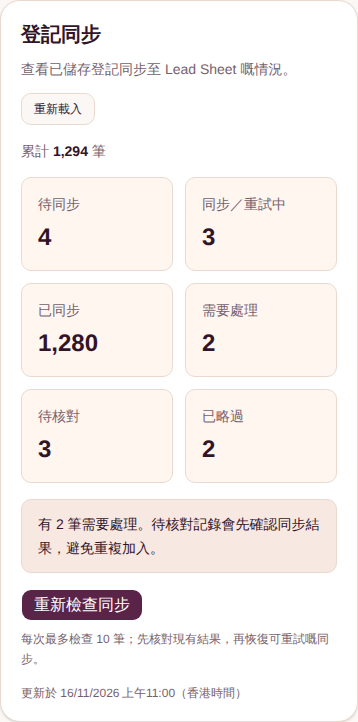 登記同步
查看已儲存登記同步至 Lead Sheet 嘅情況。
重新載入
累計 1,294 筆
待同步
4
同步／重試中
3
已同步
1,280
需要處理
2
待核對
3
已略過
2
有 2 筆需要處理。待核對記錄會先確認同步結
果，避免重複加入。
重新檢查同步
每次最多檢查 10 筆；先核對現有結果，再恢復可重試嘅同
步。
更新於 16/11/2026 上午11:00（香港時間）